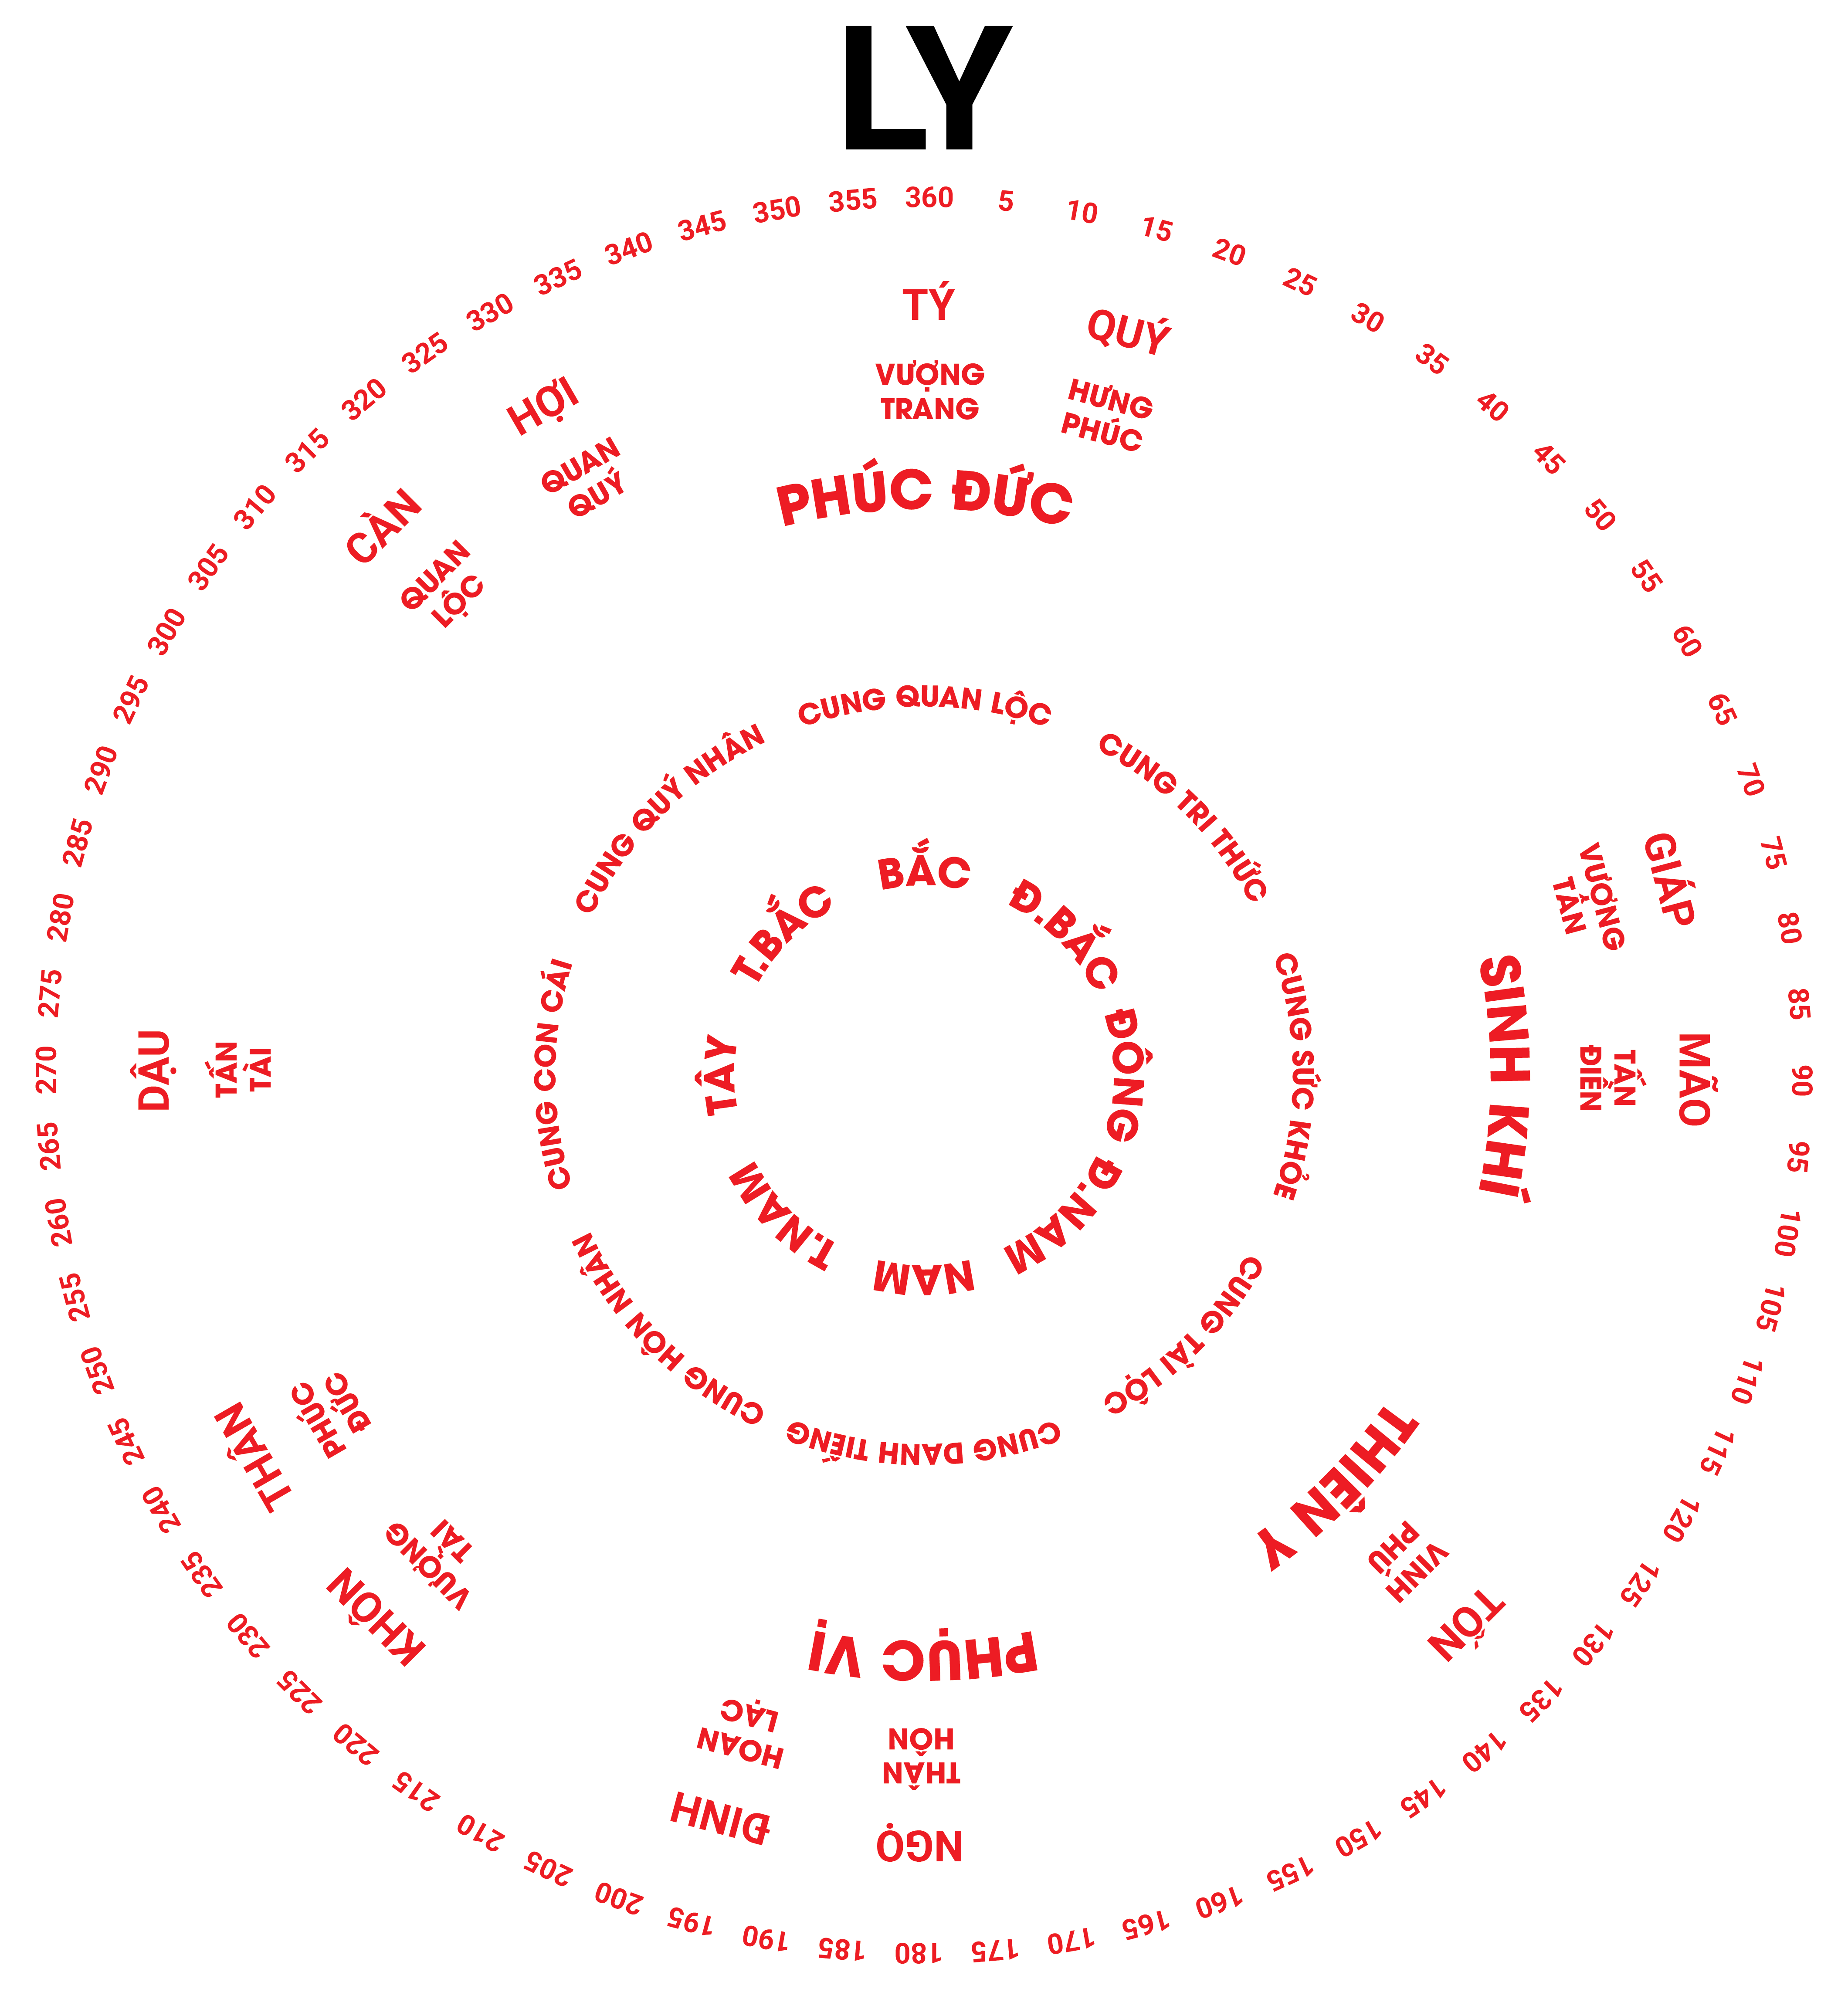 LY
360
5
10
15
20
25
30
35
40
45
50
55
60
65
70
75
80
85
90
95
100
105
110
115
120
125
130
135
140
145
150
155
160
165
170
175
180
185
190
195
200
205
210
215
220
225
230
235
240
245
250
255
260
265
270
275
280
285
290
295
300
305
310
315
320
325
330
335
340
345
350
355
TÝ
VƯỢNG
TRANG
QUÝ
HƯNG
PHÚC
GIÁP
VƯỢNG
TÀN
MÃO
TẤN
ĐIỀN
TỐN
VINH
PHÚ
NGỌ
THÂN
HÔN
ĐINH
HOAN
LẠC
KHÔN
VƯỢNG
TÀI
THÂN
PHÚC
ĐỨC
DẬU
TẤN
TÀI
CÀN
QUAN
LỘC
HỢI
QUAN
QUÝ
PHÚC ĐỨC
SINH KHÍ
THIÊN Y
PHỤC VỊ
CUNG QUAN LỘC
CUNG TRI THỨC
CUNG SỨC KHỎE
CUNG TÀI LỘC
CUNG DANH TIẾNG
CUNG HÔN NHÂN
CUNG CON CÁI
CUNG QUÝ NHÂN
BẮC
Đ.BẮC
ĐÔNG
Đ.NAM
NAM
T.NAM
TÂY
T.BẮC